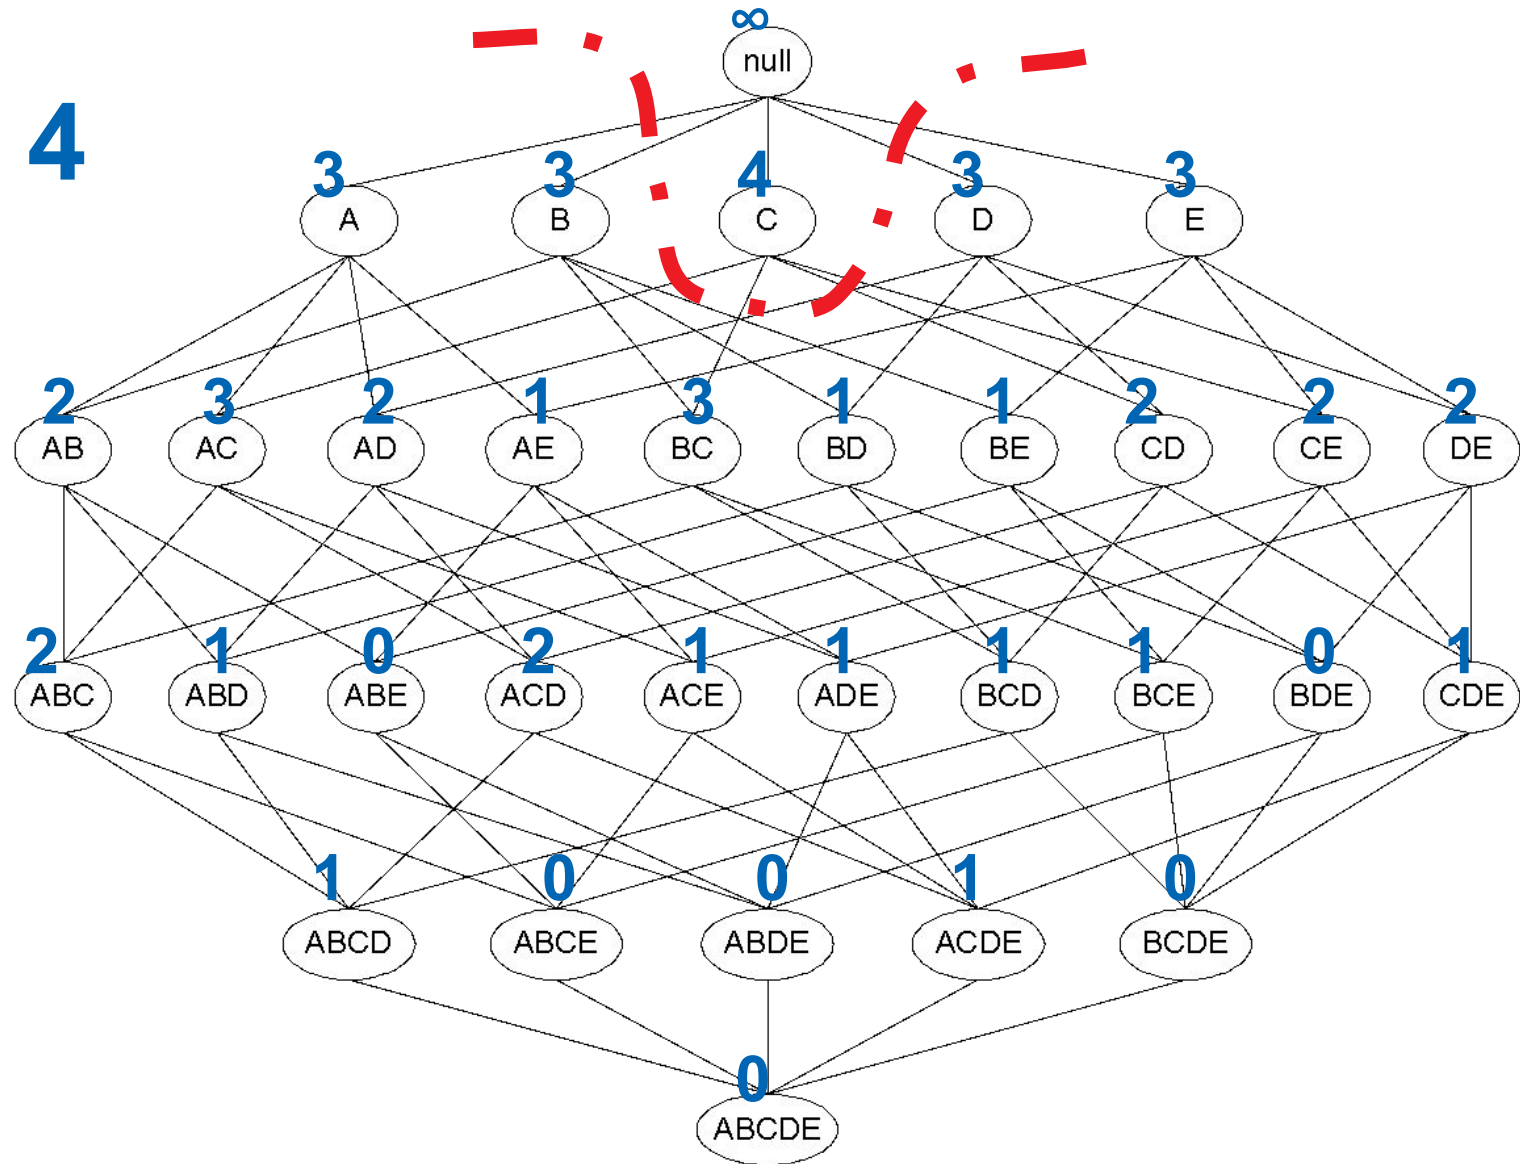 ∞
null
4
3 3 4 3 3
A B C D E
2 3 2 1 3 1 1 2 2 2
AB AC AD AE BC BD BE CD CE DE
2 1 0 2 1 1 1 1 0 1
ABC ABD ABE ACD ACE ADE BCD BCE BDE CDE
1 0 0 1 0
ABCD ABCE ABDE ACDE BCDE
0
ABCDE